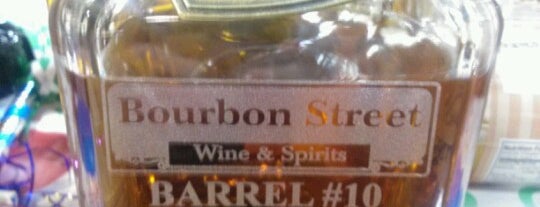 Bourbon Street
Wine & Spirits
BARREL #10